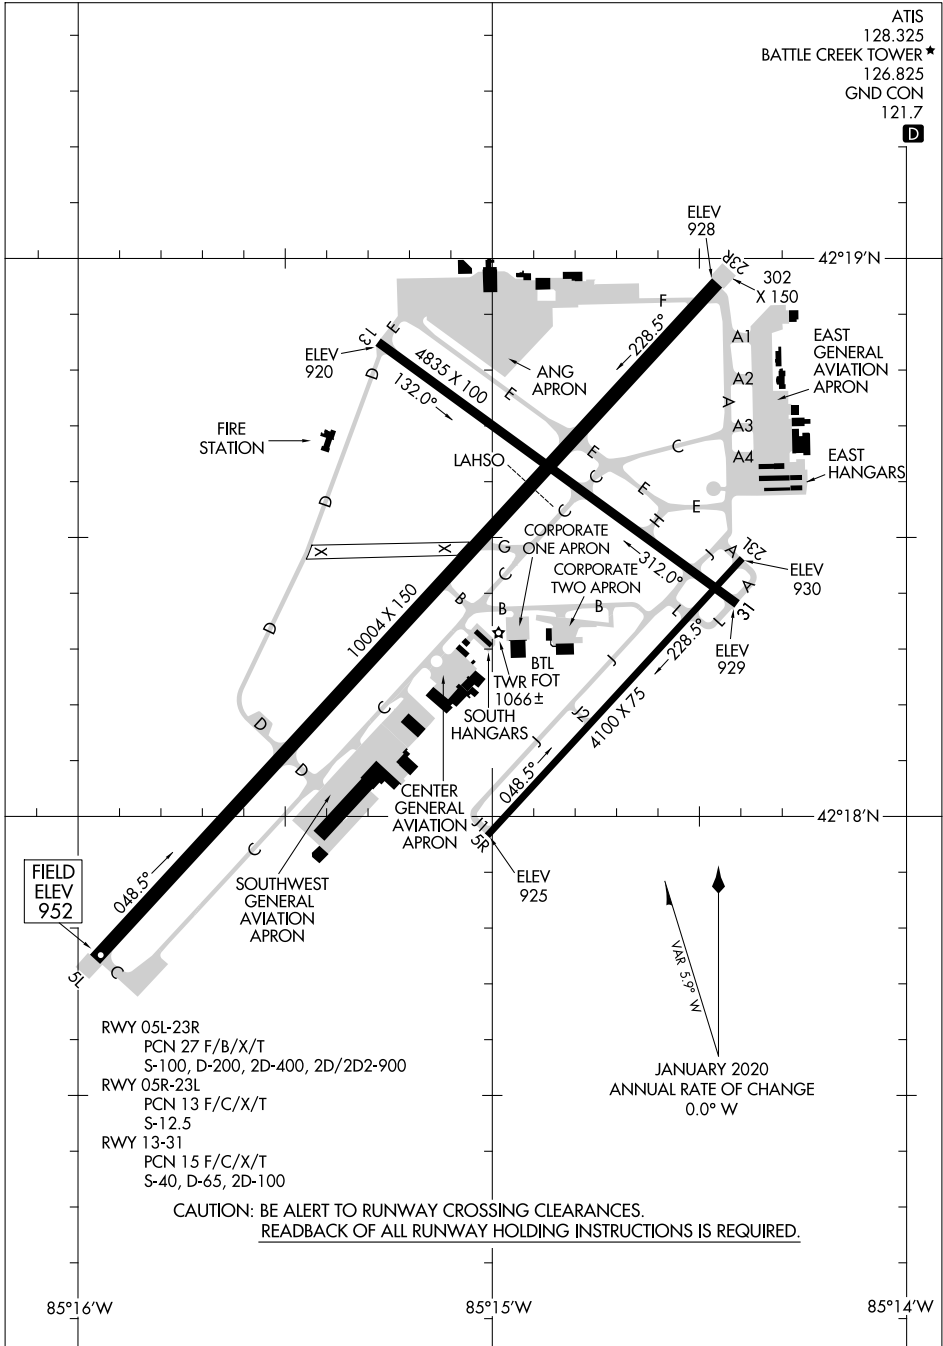 ATIS
128.325
BATTLE CREEK TOWER★
126.825
GND CON
121.7
D
ELEV
928
23R
42°19'N
302
X 150
F
228.5°
A1
EAST
GENERAL
AVIATION
APRON
13
E
ELEV
920
4835 X 100
132.0°
D
ANG
APRON
E
A2
A
A3
A4
FIRE
STATION
LAHSO
E
C
C
EAST
HANGARS
E
E
H
D
C
X
X
G
CORPORATE
ONE APRON
C
312.0°
J
A
23L
ELEV
930
CORPORATE
TWO APRON
B
B
B
A
L
L
31
ELEV
929
10004 X 150
D
228.5°
J
TWR
1066±
BTL
FOT
SOUTH
HANGARS
C
J2
4100 X 75
J
D
D
048.5°
CENTER
GENERAL
AVIATION
APRON
J1
5R
42°18'N
C
ELEV
925
FIELD
ELEV
952
048.5°
SOUTHWEST
GENERAL
AVIATION
APRON
5L
C
VAR 5.9° W
JANUARY 2020
ANNUAL RATE OF CHANGE
0.0° W
RWY 05L-23R
PCN 27 F/B/X/T
S-100, D-200, 2D-400, 2D/2D2-900
RWY 05R-23L
PCN 13 F/C/X/T
S-12.5
RWY 13-31
PCN 15 F/C/X/T
S-40, D-65, 2D-100
CAUTION: BE ALERT TO RUNWAY CROSSING CLEARANCES.
READBACK OF ALL RUNWAY HOLDING INSTRUCTIONS IS REQUIRED.
85°16'W
85°15'W
85°14'W